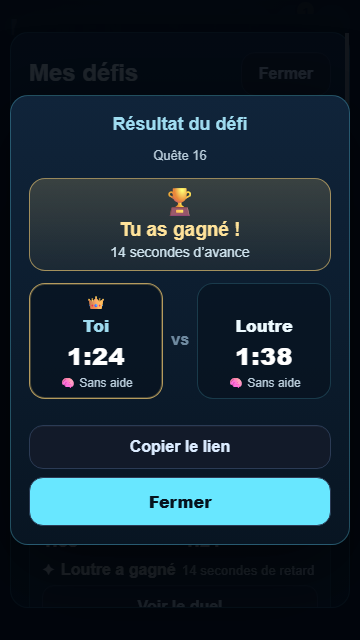 Mes défis
Fermer
Résultat du défi
Quête 16
Tu as gagné !
14 secondes d'avance
Toi
1:24
Sans aide
vs
Loutre
1:38
Sans aide
Copier le lien
Fermer
✦ Loutre a gagné 14 secondes de retard
Voir le duel